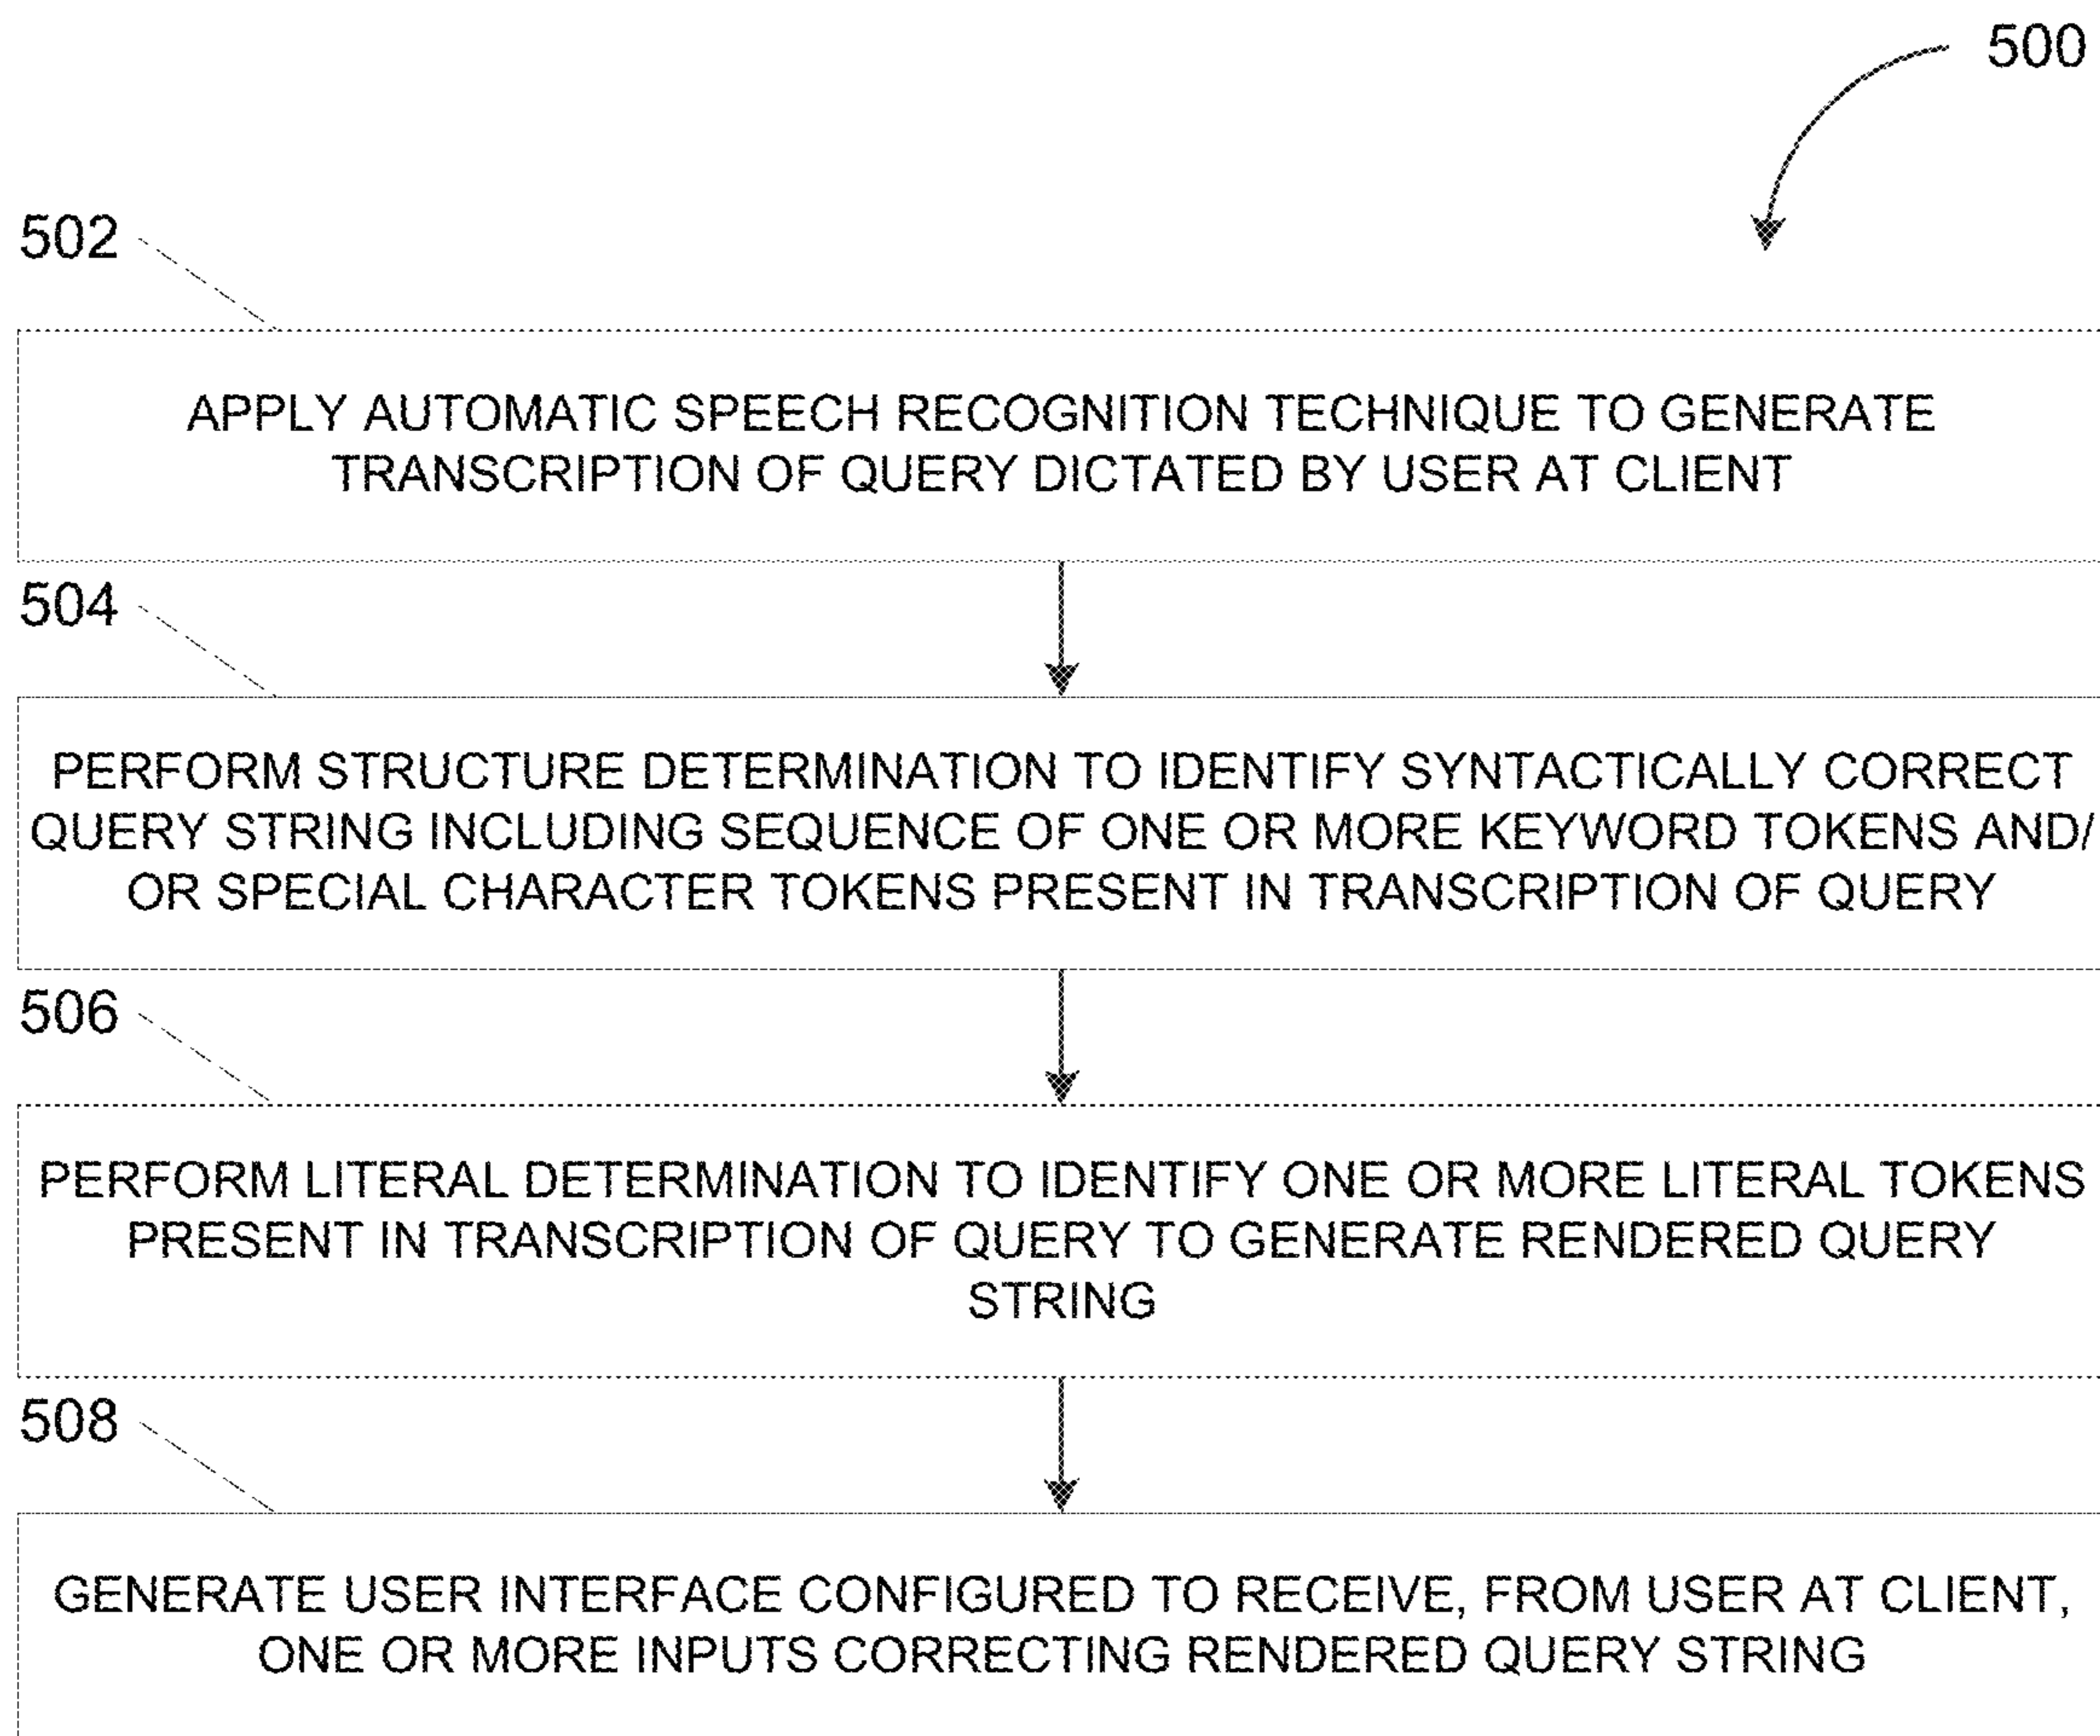 500
502
APPLY AUTOMATIC SPEECH RECOGNITION TECHNIQUE TO GENERATE
TRANSCRIPTION OF QUERY DICTATED BY USER AT CLIENT
504
PERFORM STRUCTURE DETERMINATION TO IDENTIFY SYNTACTICALLY CORRECT
QUERY STRING INCLUDING SEQUENCE OF ONE OR MORE KEYWORD TOKENS AND/
OR SPECIAL CHARACTER TOKENS PRESENT IN TRANSCRIPTION OF QUERY
506
PERFORM LITERAL DETERMINATION TO IDENTIFY ONE OR MORE LITERAL TOKENS
PRESENT IN TRANSCRIPTION OF QUERY TO GENERATE RENDERED QUERY
STRING
508
GENERATE USER INTERFACE CONFIGURED TO RECEIVE, FROM USER AT CLIENT,
ONE OR MORE INPUTS CORRECTING RENDERED QUERY STRING